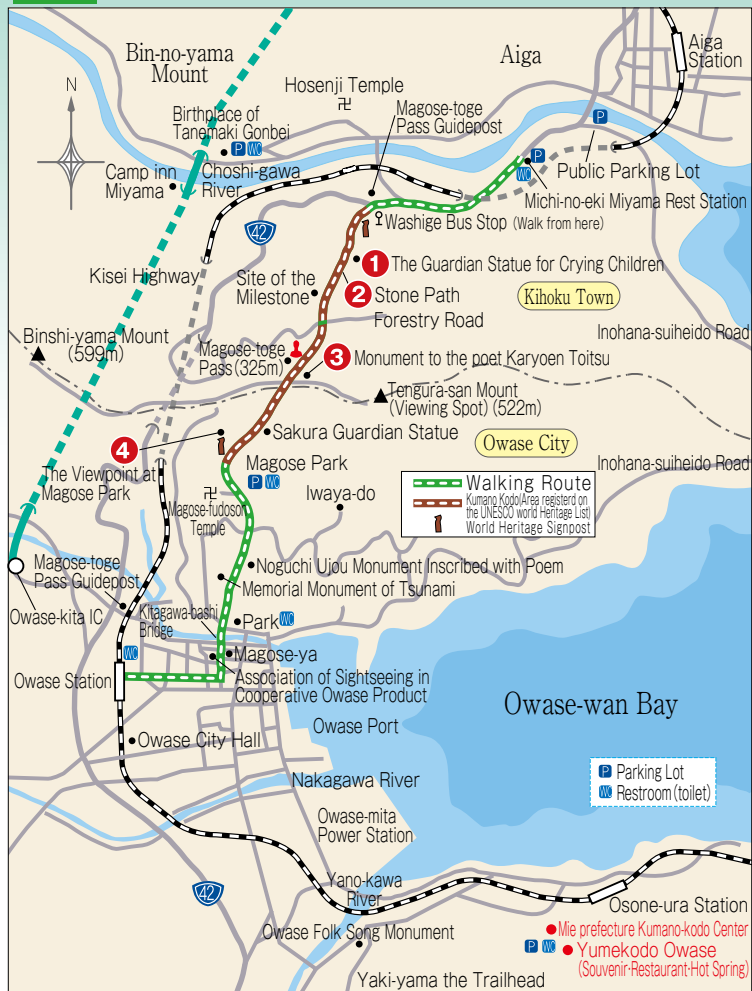 Bin-no-yama
Mount
Aiga
Aiga
Station
Hosenji Temple
N
Birthplace of
Tanemaki Gonbei
P WC
Magose-toge
Pass Guidepost
P
Camp inn
Miyama
Choshi-gawa
River
P
WC
Public Parking Lot
Michi-no-eki Miyama Rest Station
42
Washige Bus Stop (Walk from here)
Kisei Highway
1 The Guardian Statue for Crying Children
Site of the
Milestone
2 Stone Path
Kihoku Town
Forestry Road
Inohana-suiheido Road
Binshi-yama Mount
(599m)
Magose-toge
Pass(325m)
3 Monument to the poet Karyoen Toitsu
Tengura-san Mount
(Viewing Spot) (522m)
4
Sakura Guardian Statue
Owase City
The Viewpoint at
Magose Park
Magose Park
P WC
Inohana-suiheido Road
Walking Route
Kumano Kodo(Area registerd on
the UNESCO world Heritage List)
World Heritage Signpost
Iwaya-do
Magose-fudoson
Temple
Magose-toge
Pass Guidepost
Noguchi Ujou Monument Inscribed with Poem
Memorial Monument of Tsunami
Owase-kita IC
Kitagawa-bashi
Bridge
Park WC
WC
Magose-ya
Owase Station
Association of Sightseeing in
Cooperative Owase Product
Owase-wan Bay
Owase Port
Owase City Hall
P Parking Lot
WC Restroom(toilet)
Nakagawa River
Owase-mita
Power Station
42
Yano-kawa
River
Osone-ura Station
Owase Folk Song Monument
Mie prefecture Kumano-kodo Center
P WC Yumekodo Owase
(Souvenir·Restaurant·Hot Spring)
Yaki-yama the Trailhead